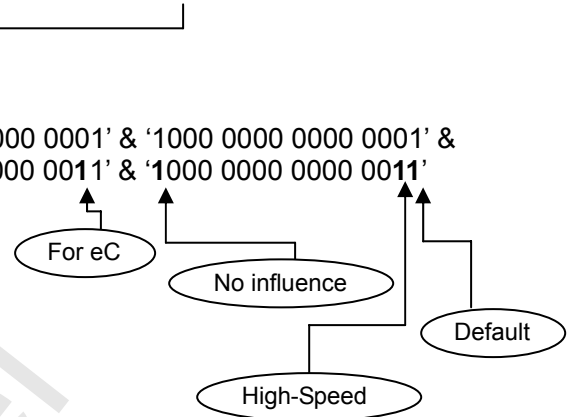 000 0001’ & ‘1000 0000 0000 0001’ &
000 0011’ & ‘1000 0000 0000 0011’
For eC
No influence
Default
High-Speed